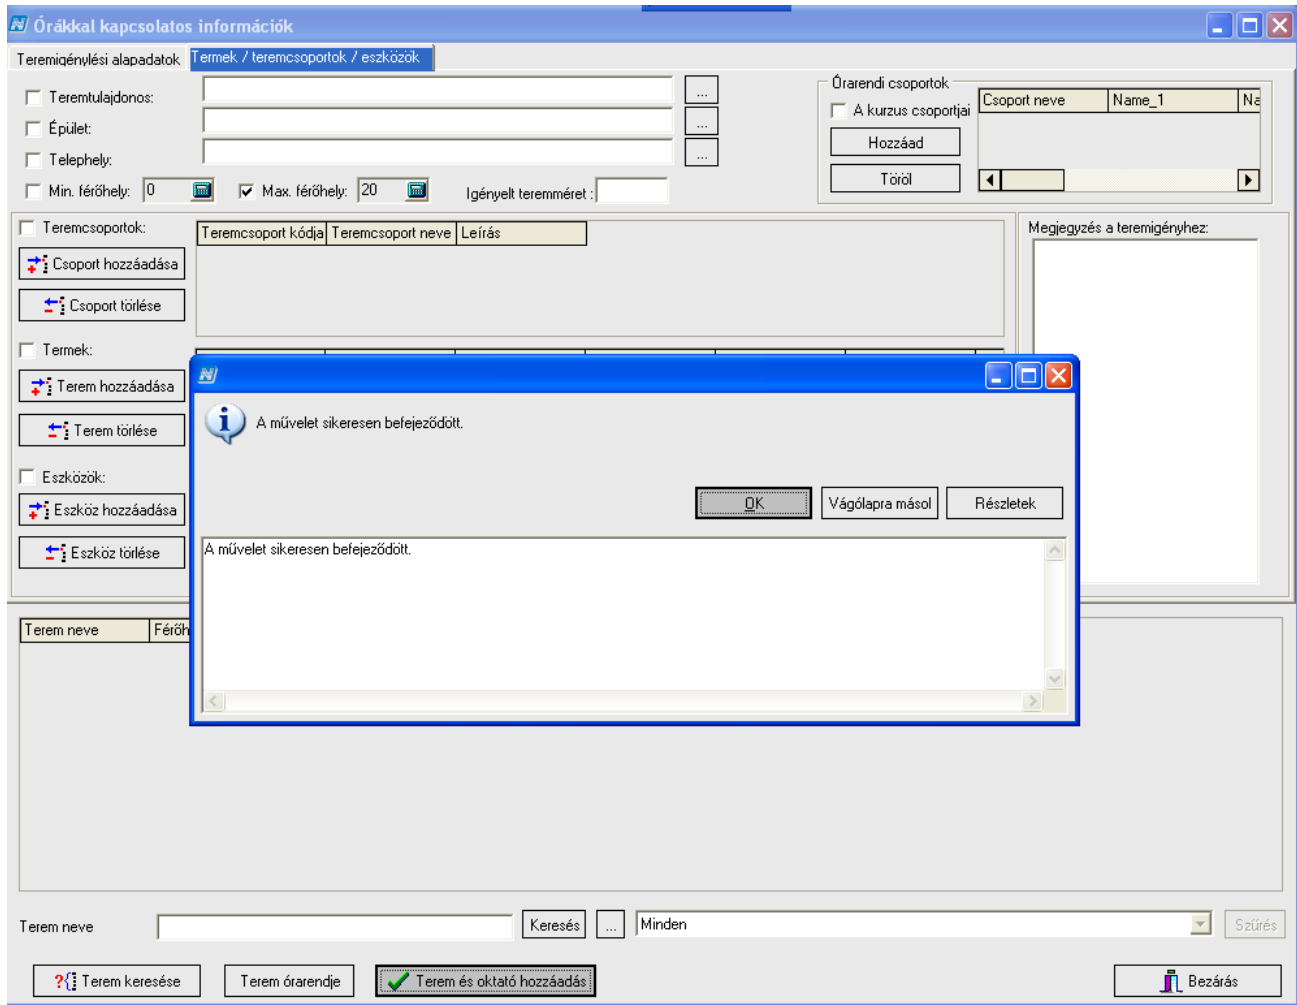 Órákkal kapcsolatos információk
Teremigénylési alapadatok Termek / teremcsoportok / eszközök
Teremtulajdonos: ...
Épület: ...
Telephely: ...
Min. férőhely: 0 Max. férőhely: 20 Igényelt teremméret :
Órarendi csoportok
A kurzus csoportjai
Hozzáad
Töröl
Csoport neve Name_1 Na
Teremcsoportok:
Csoport hozzáadása
Csoport törlése
Teremcsoport kódja Teremcsoport neve Leírás
Megjegyzés a teremigényhez:
Termek:
Terem hozzáadása
Terem törlése
Eszközök:
Eszköz hozzáadása
Eszköz törlése
A művelet sikeresen befejeződött.
OK Vágólapra másol Részletek
A művelet sikeresen befejeződött.
Terem neve Férőh
Terem neve Keresés ... Minden Szűrés
Terem keresése Terem órarendje Terem és oktató hozzáadás Bezárás